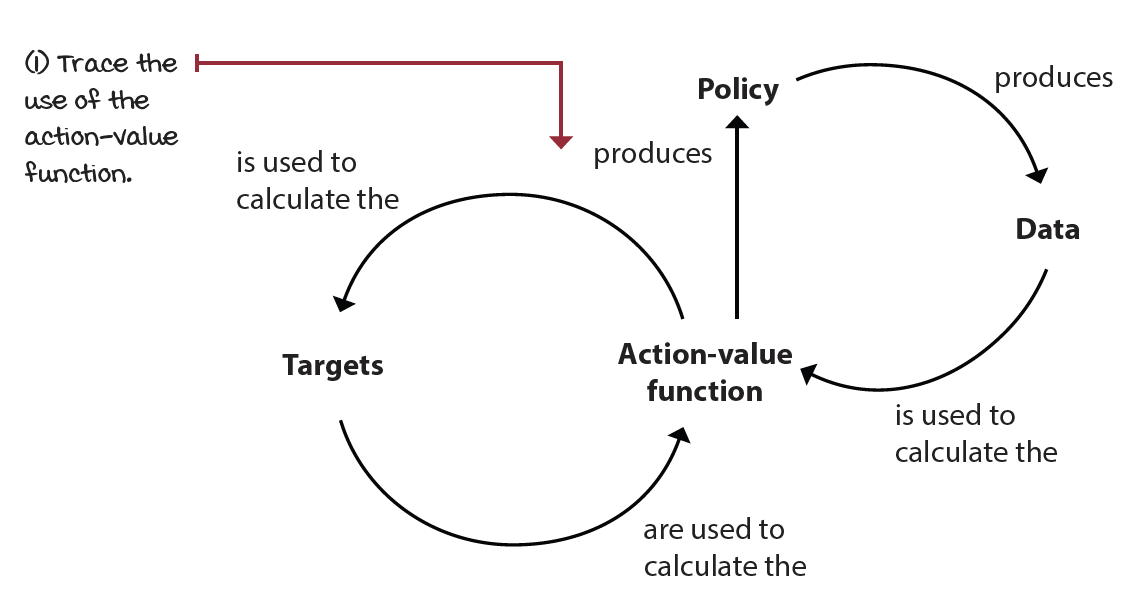 (1) Trace the
use of the
action-value
function.
is used to
calculate the
produces
Policy
produces
Data
Targets
Action-value
function
is used to
calculate the
are used to
calculate the